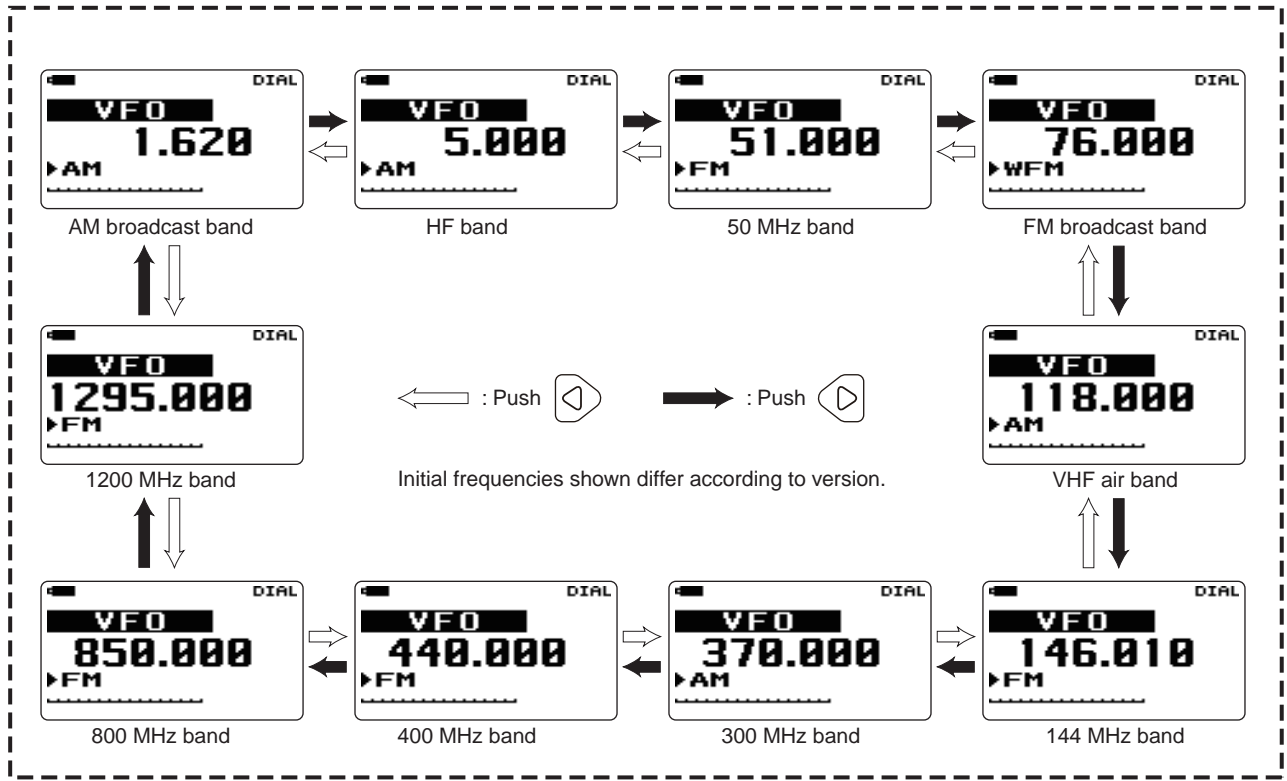 DIAL
VFO
1.620
AM
AM broadcast band
DIAL
VFO
5.000
AM
HF band
DIAL
VFO
51.000
FM
50 MHz band
DIAL
VFO
76.000
WFM
FM broadcast band
DIAL
VFO
1295.000
FM
1200 MHz band
: Push
: Push
Initial frequencies shown differ according to version.
DIAL
VFO
118.000
AM
VHF air band
DIAL
VFO
850.000
FM
800 MHz band
DIAL
VFO
440.000
FM
400 MHz band
DIAL
VFO
370.000
AM
300 MHz band
DIAL
VFO
146.010
FM
144 MHz band